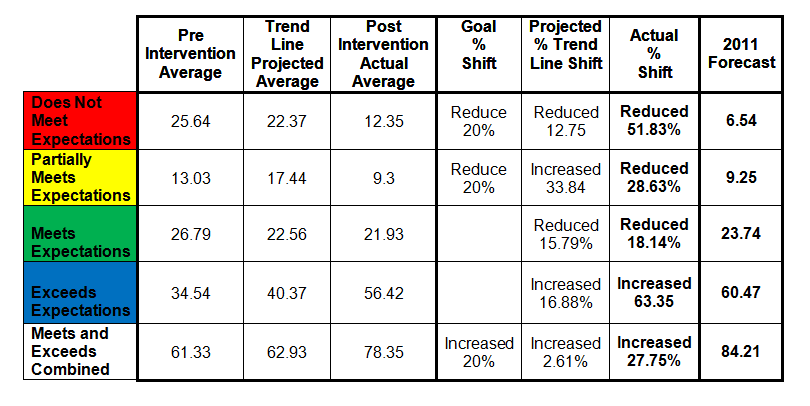 Pre Intervention Average
Trend Line Projected Average
Post Intervention Actual Average
Goal % Shift
Projected % Trend Line Shift
Actual % Shift
2011 Forecast
Does Not Meet Expectations
25.64
22.37
12.35
Reduce 20%
Reduced 12.75
Reduced 51.83%
6.54
Partially Meets Expectations
13.03
17.44
9.3
Reduce 20%
Increased 33.84
Reduced 28.63%
9.25
Meets Expectations
26.79
22.56
21.93
Reduced 15.79%
Reduced 18.14%
23.74
Exceeds Expectations
34.54
40.37
56.42
Increased 16.88%
Increased 63.35
60.47
Meets and Exceeds Combined
61.33
62.93
78.35
Increased 20%
Increased 2.61%
Increased 27.75%
84.21